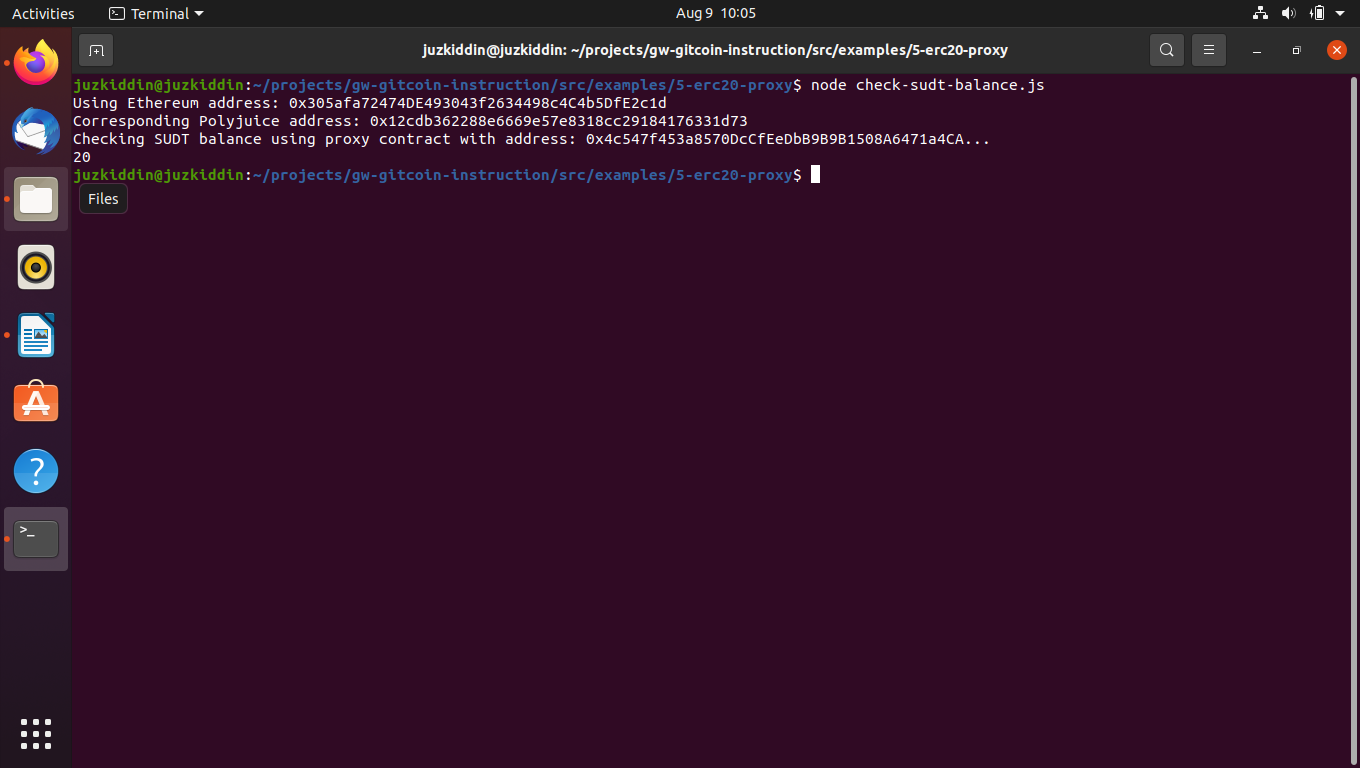 Activities Terminal Aug 9 10:05
juzkiddin@juzkiddin: ~/projects/gw-gitcoin-instruction/src/examples/5-erc20-proxy
juzkiddin@juzkiddin:~/projects/gw-gitcoin-instruction/src/examples/5-erc20-proxy$ node check-sudt-balance.js
Using Ethereum address: 0x305afa72474DE493043f2634498c4C4b5DfE2c1d
Corresponding Polyjuice address: 0x12cdb362288e6669e57e8318cc29184176331d73
Checking SUDT balance using proxy contract with address: 0x4c547f453a8570DcCfEeDbB9B9B1508A6471a4CA...
20
juzkiddin@juzkiddin:~/projects/gw-gitcoin-instruction/src/examples/5-erc20-proxy$
Files